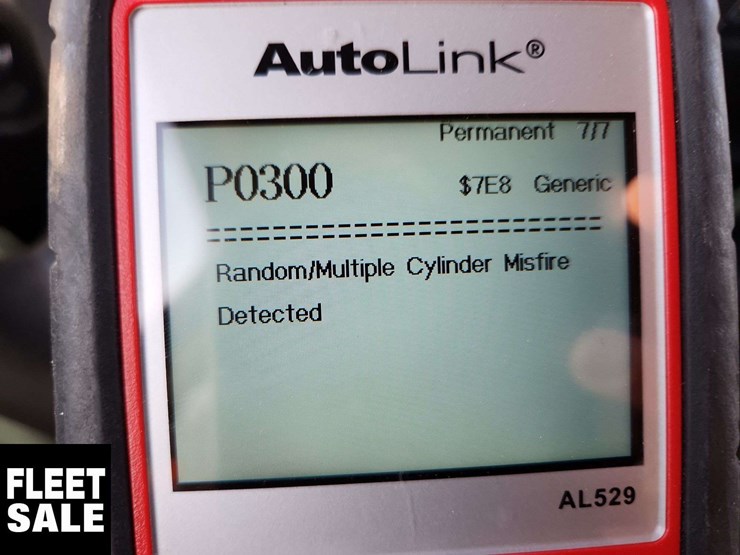 AutoLink®
Permanent 7/7
P0300 $7E8 Generic
==============================
Random/Multiple Cylinder Misfire
Detected
AL529
FLEET
SALE